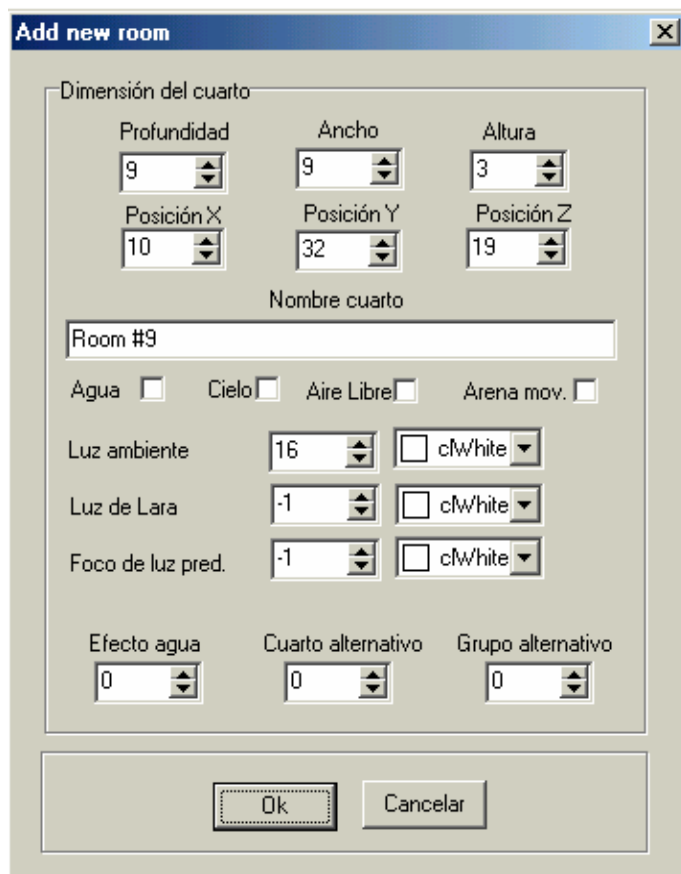 Add new room
Dimensión del cuarto
Profundidad Ancho Altura
9 9 3
Posición X Posición Y Posición Z
10 32 19
Nombre cuarto
Room #9
Agua Cielo Aire Libre Arena mov.
Luz ambiente 16 clWhite
Luz de Lara -1 clWhite
Foco de luz pred. -1 clWhite
Efecto agua Cuarto alternativo Grupo alternativo
0 0 0
Ok Cancelar